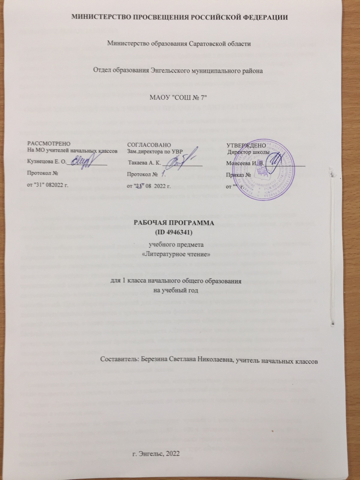 МИНИСТЕРСТВО ПРОСВЕЩЕНИЯ РОССИЙСКОЙ ФЕДЕРАЦИИ
Министерство образования Саратовской области
Отдел образования Энгельсского муниципального района
МАОУ "СОШ № 7"
РАССМОТРЕНО СОГЛАСОВАНО УТВЕРЖДЕНО
На МО учителей начальных классов Зам.директора по УВР Директор школы
Кузнецова Е. О. Такаева А. К.
Протокол № Протокол № 1 Приказ №
от "31" 082022 г. от " " 08 2022 г. от "" г.
РАБОЧАЯ ПРОГРАММА
(ID 4946341)
учебного предмета
«Литературное чтение»
для 1 класса начального общего образования
на учебный год
Составитель: Березина Светлана Николаевна, учитель начальных классов
г. Энгельс, 2022